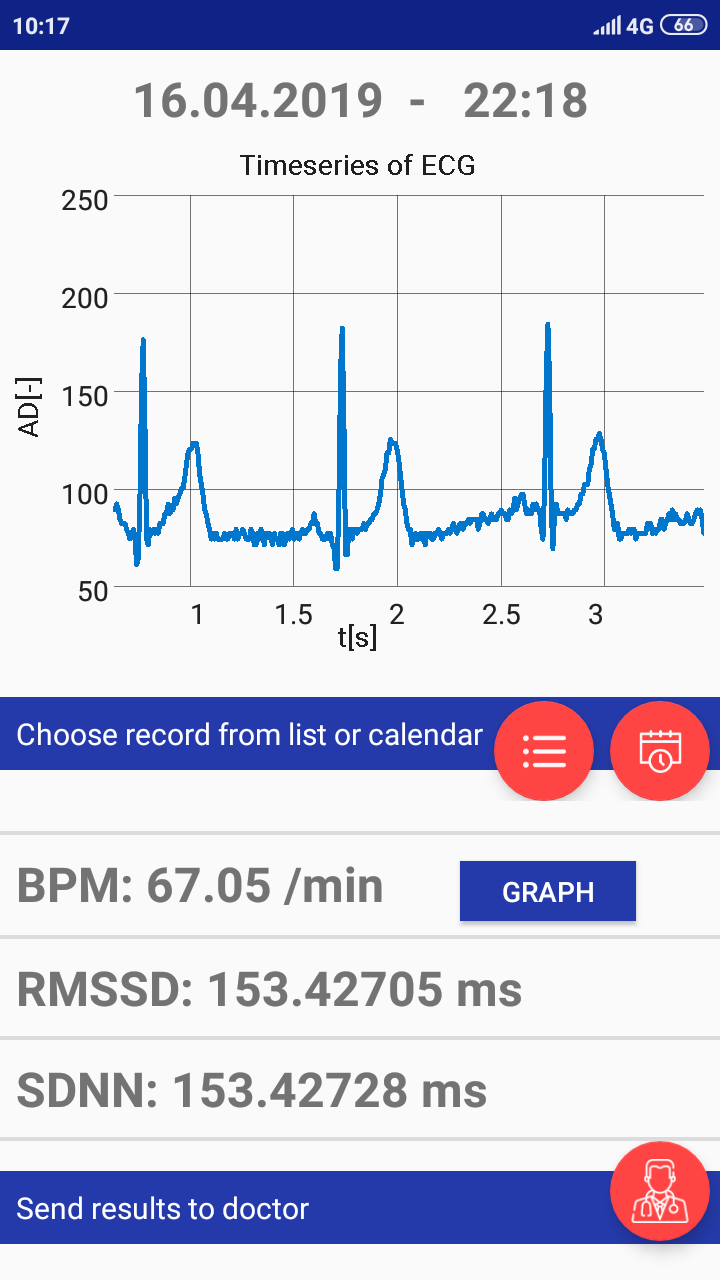 10:17 4G 66
16.04.2019 - 22:18
Timeseries of ECG
250
200
150
100
50
AD[-]
1 1.5 2 2.5 3
t[s]
Choose record from list or calendar
BPM: 67.05 /min GRAPH
RMSSD: 153.42705 ms
SDNN: 153.42728 ms
Send results to doctor